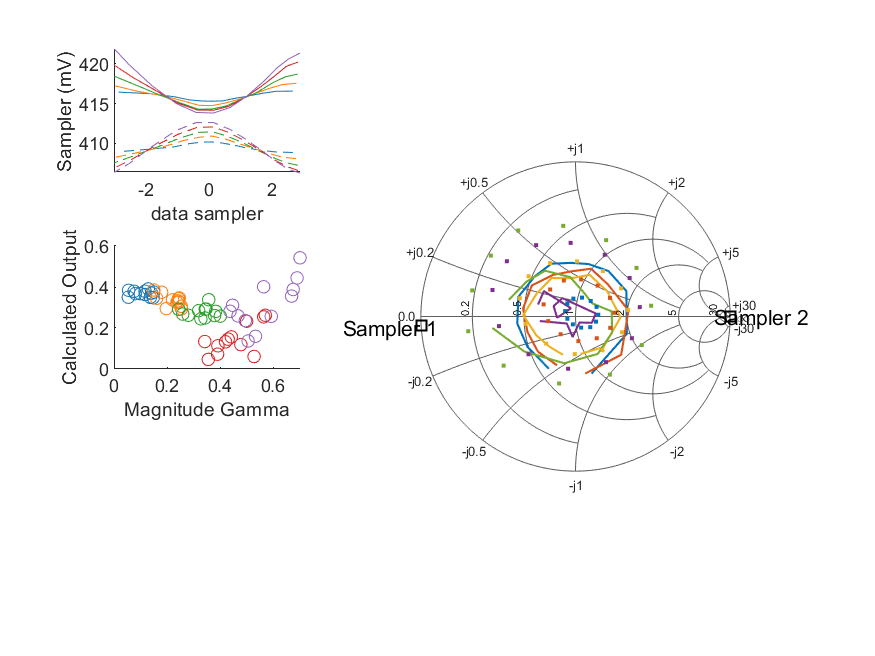 Sampler (mV)
420
415
410
-2
0
2
data sampler
Calculated Output
0.6
0.4
0.2
0
0
0.2
0.4
0.6
Magnitude Gamma
+j1
+j0.5
+j2
+j0.2
+j5
0.0
0.2
0.5
1
2
5
30
+j30
-j30
Sampler 1
Sampler 2
-j0.2
-j5
-j0.5
-j2
-j1